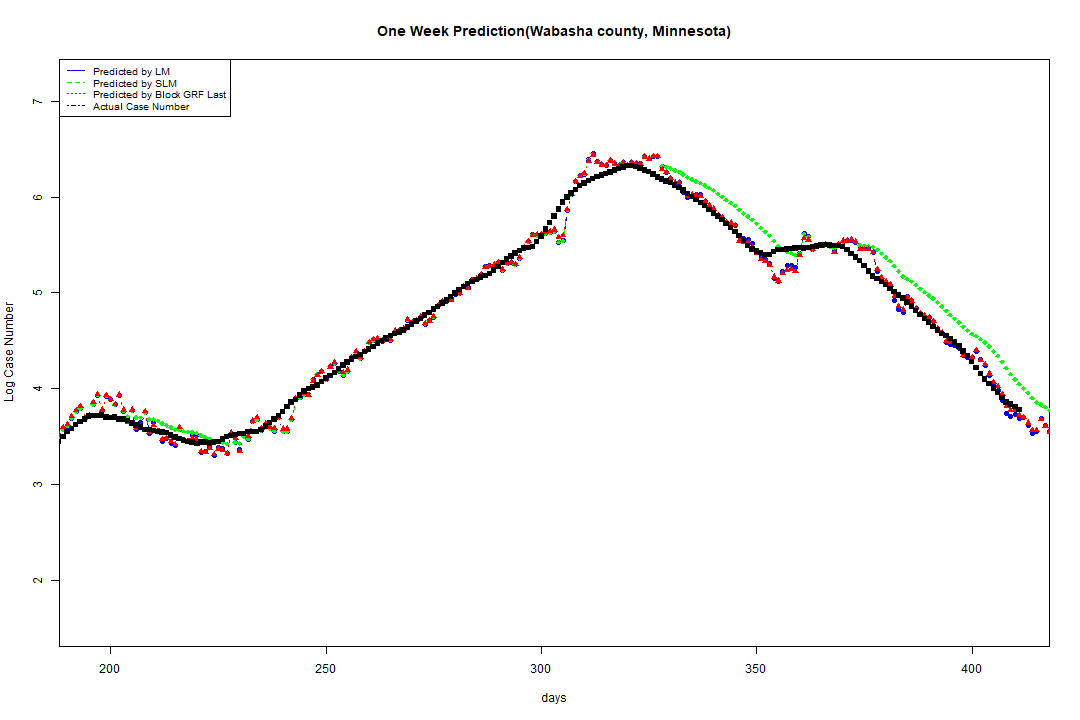 One Week Prediction(Wabasha county, Minnesota)
Predicted by LM
Predicted by SLM
Predicted by Block GRF Last
Actual Case Number
7
6
5
4
3
2
Log Case Number
200 250 300 350 400
days